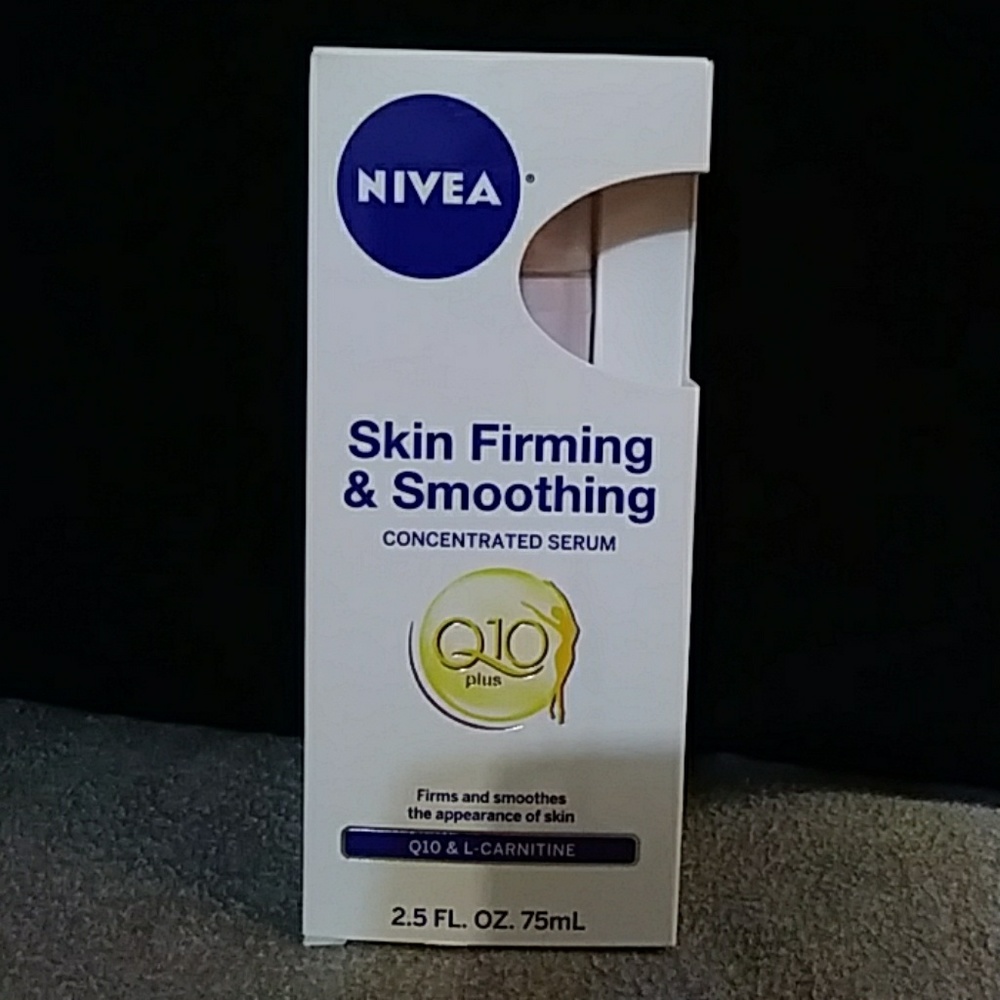 NIVEA®
Skin Firming
& Smoothing
CONCENTRATED SERUM
Q10
plus
Firms and smoothes
the appearance of skin
Q10 & L-CARNITINE
2.5 FL. OZ. 75mL